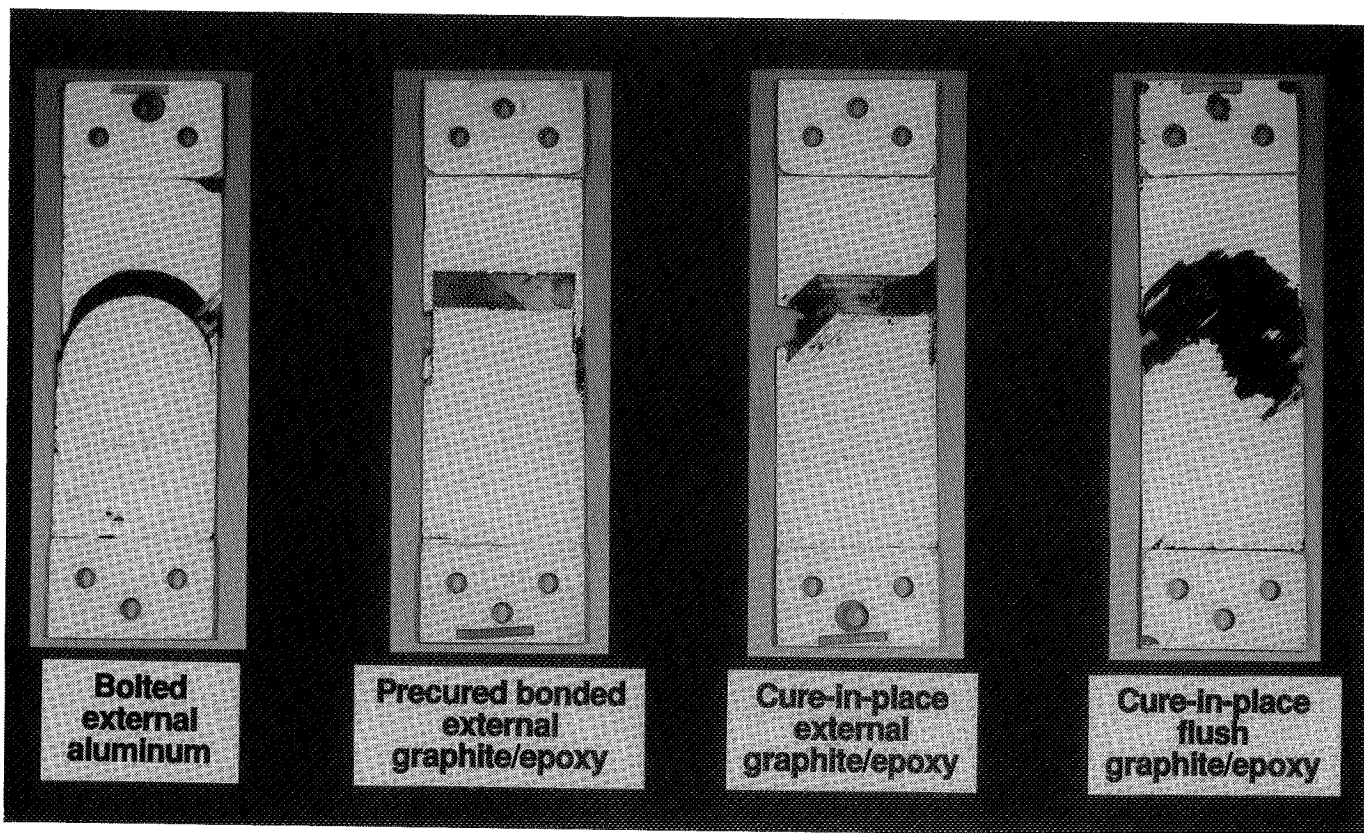 Bolted
external
aluminum
Precured bonded
external
graphite/epoxy
Cure-in-place
external
graphite/epoxy
Cure-in-place
flush
graphite/epoxy